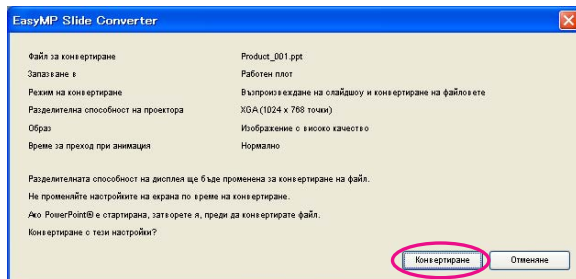 EasyMP Slide Converter
Файл за конвертиране Product_001.ppt
Запазване в Работен плот
Режим на конвертиране Възпроизвеждане на слайдшоу и конвертиране на файловете
Разделителна способност на проектора XGA (1024 x 768 точки)
Образ Изображение с високо качество
Време за преход при анимация Нормално
Разделителната способност на дисплея ще бъде променена за конвертиране на файл.
Не променяйте настройките на екрана по време на конвертиране.
Ако PowerPoint® е стартирана, затворете я, преди да конвертирате файл.
Конвертиране с тези настройки?
Конвертиране Отменяне